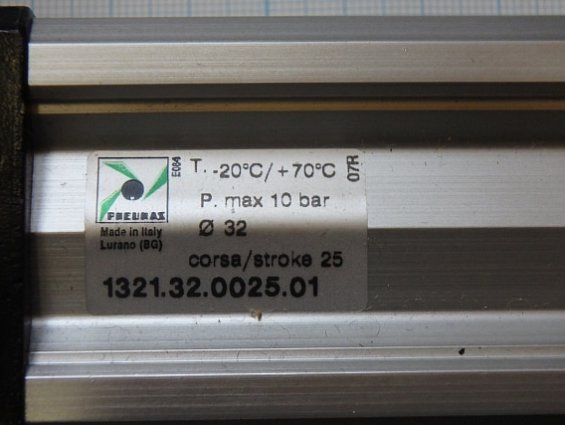 PNEUMAX
Made in Italy
Lurano (BG)
E064
T. -20°C/+70°C
07R
P. max 10 bar
Ø 32
corsa/stroke 25
1321.32.0025.01